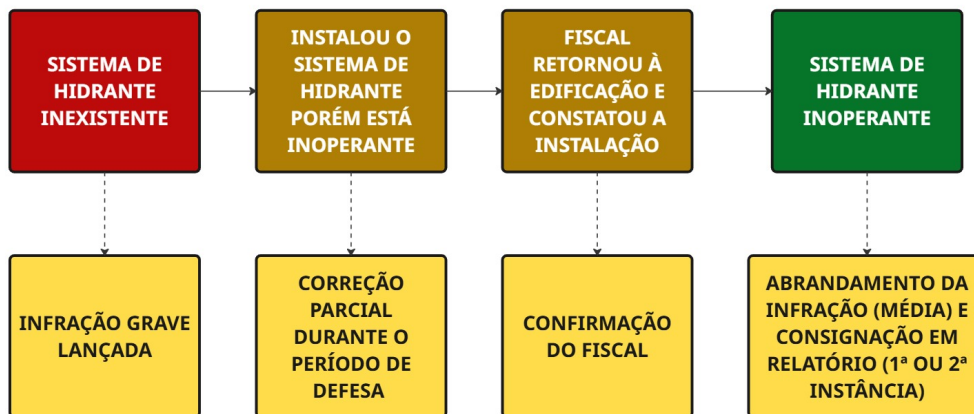 SISTEMA DE
HIDRANTE
INEXISTENTE
INSTALOU O
SISTEMA DE
HIDRANTE
PORÉM ESTÁ
INOPERANTE
FISCAL
RETORNOU À
EDIFICAÇÃO E
CONSTATOU A
INSTALAÇÃO
SISTEMA DE
HIDRANTE
INOPERANTE
INFRAÇÃO GRAVE
LANÇADA
CORREÇÃO
PARCIAL
DURANTE O
PERÍODO DE
DEFESA
CONFIRMAÇÃO
DO FISCAL
ABRANDAMENTO DA
INFRAÇÃO (MÉDIA) E
CONSIGNAÇÃO EM
RELATÓRIO (1ª OU 2ª
INSTÂNCIA)